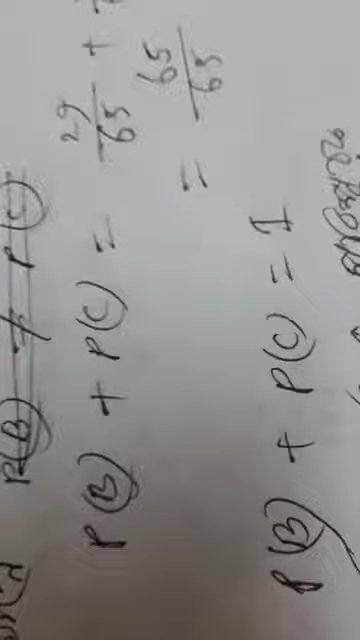 P(B) + P(C)
P(B) + P(C) = 29/65 +
= 65/65
P(B) + P(C) = 1